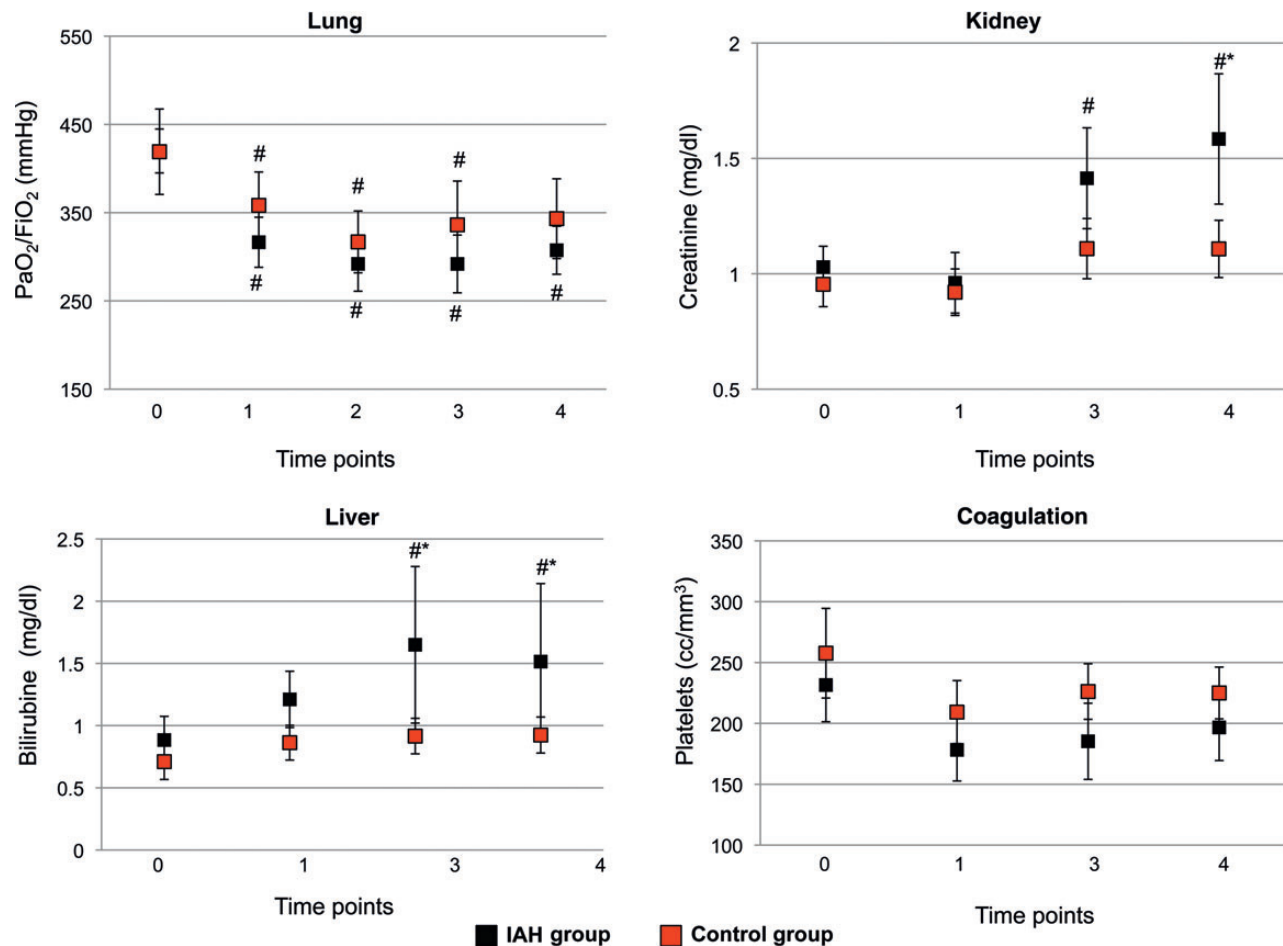 Lung
550
450
350
250
150
PaO₂/FiO₂ (mmHg)
#
#
#
#
#
#
#
0 1 2 3 4
Time points
Kidney
2
1.5
1
0.5
Creatinine (mg/dl)
#
#*
0 1 3 4
Time points
Liver
2.5
2
1.5
1
0.5
0
Bilirubine (mg/dl)
#*
#*
0 1 3 4
Time points
Coagulation
350
300
250
200
150
100
Platelets (cc/mm³)
0 1 3 4
Time points
IAH group Control group